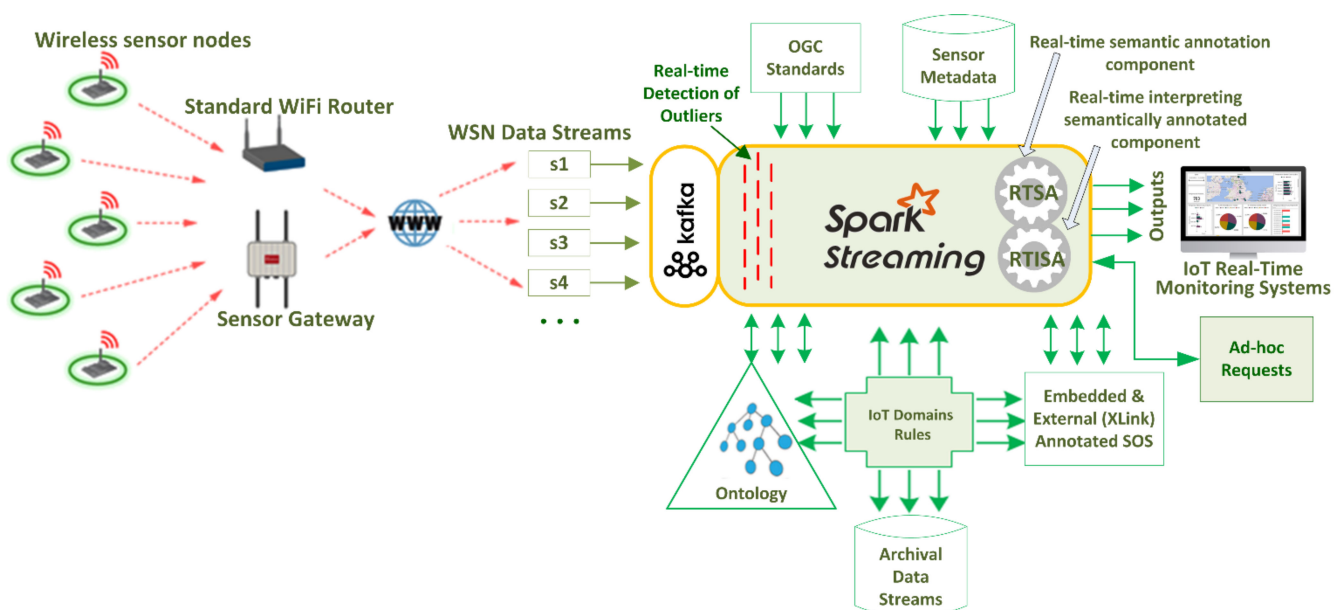 Wireless sensor nodes
Standard WiFi Router
Sensor Gateway
WWW
WSN Data Streams
s1
s2
s3
s4
...
kafka
Real-time
Detection of
Outliers
OGC
Standards
Sensor
Metadata
Real-time semantic annotation
component
Real-time interpreting
semantically annotated
component
Spark
Streaming
RTSA
RTISA
Outputs
IoT Real-Time
Monitoring Systems
Ad-hoc
Requests
Ontology
IoT Domains
Rules
Embedded &
External (XLink)
Annotated SOS
Archival
Data
Streams